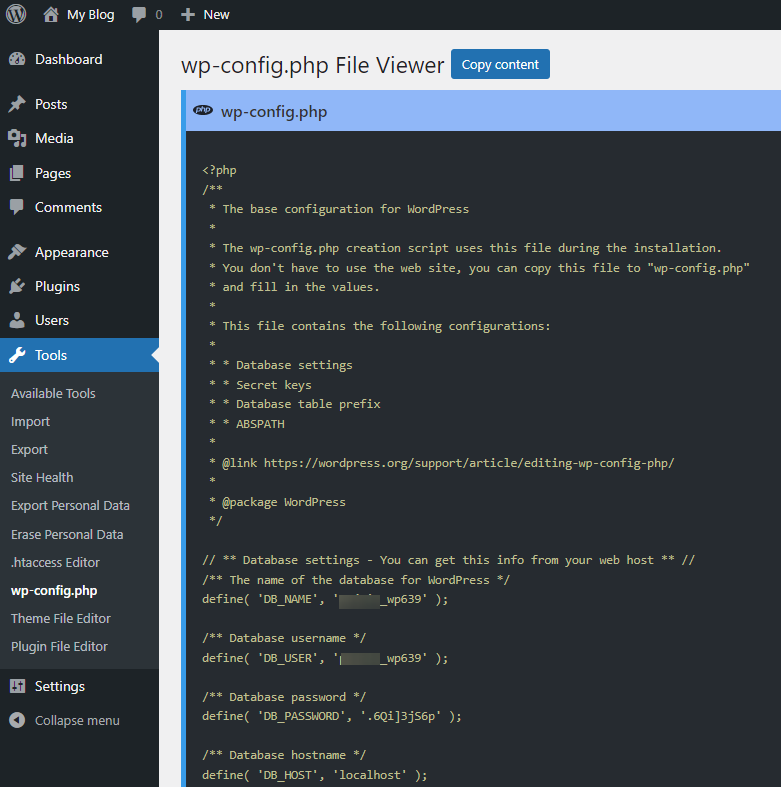 My Blog 0 New
Dashboard
Posts
Media
Pages
Comments
Appearance
Plugins
Users
Tools
Available Tools
Import
Export
Site Health
Export Personal Data
Erase Personal Data
.htaccess Editor
wp-config.php
Theme File Editor
Plugin File Editor
Settings
Collapse menu
wp-config.php File Viewer Copy content
php wp-config.php
<?php
/**
 * The base configuration for WordPress
 *
 * The wp-config.php creation script uses this file during the installation.
 * You don't have to use the web site, you can copy this file to "wp-config.php"
 * and fill in the values.
 *
 * This file contains the following configurations:
 *
 * * Database settings
 * * Secret keys
 * * Database table prefix
 * * ABSPATH
 *
 * @link https://wordpress.org/support/article/editing-wp-config-php/
 *
 * @package WordPress
 */
// ** Database settings - You can get this info from your web host ** //
/** The name of the database for WordPress */
define( 'DB_NAME', '_wp639' );
/** Database username */
define( 'DB_USER', '_wp639' );
/** Database password */
define( 'DB_PASSWORD', '.6Qi]3jS6p' );
/** Database hostname */
define( 'DB_HOST', 'localhost' );